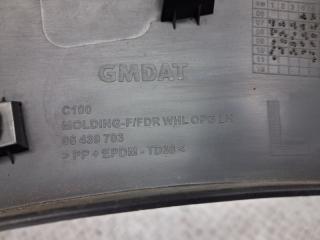 GMDAT
C100
MOLDING-F/FDR WHL OPG LH
96 439 703
> PP + EPDM - TD20 <